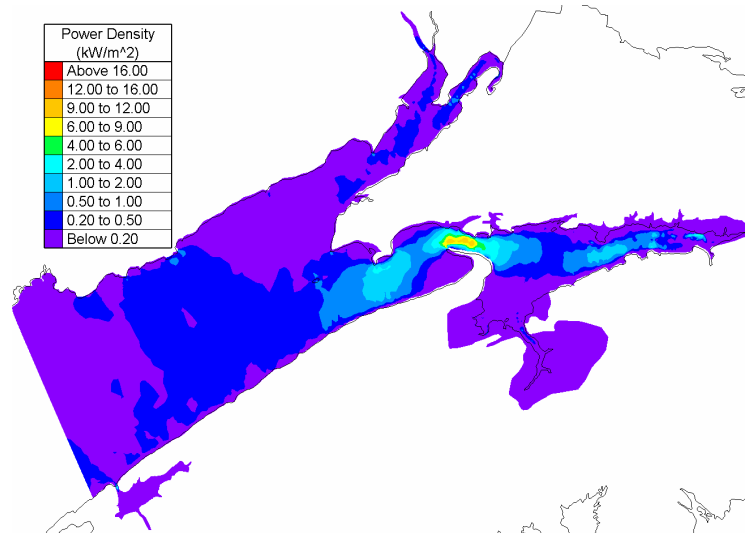 Power Density
(kW/m^2)
Above 16.00
12.00 to 16.00
9.00 to 12.00
6.00 to 9.00
4.00 to 6.00
2.00 to 4.00
1.00 to 2.00
0.50 to 1.00
0.20 to 0.50
Below 0.20